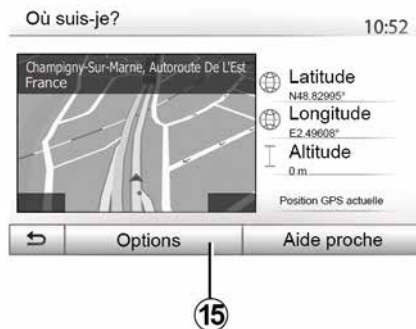 Où suis-je?
10:52
Champigny-Sur-Marne, Autoroute De L'Est
France
Latitude
N48.82995°
Longitude
E2.49608°
Altitude
0 m
Position GPS actuelle
Options
Aide proche
15